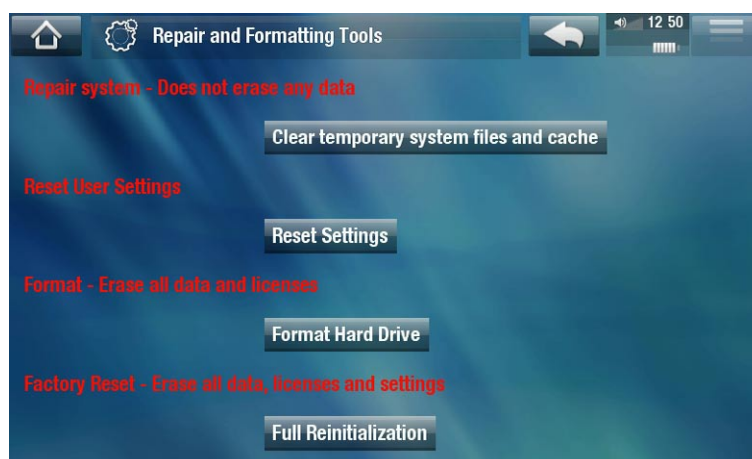 Repair and Formatting Tools
12 50
Repair system - Does not erase any data
Clear temporary system files and cache
Reset User Settings
Reset Settings
Format - Erase all data and licenses
Format Hard Drive
Factory Reset - Erase all data, licenses and settings
Full Reinitialization